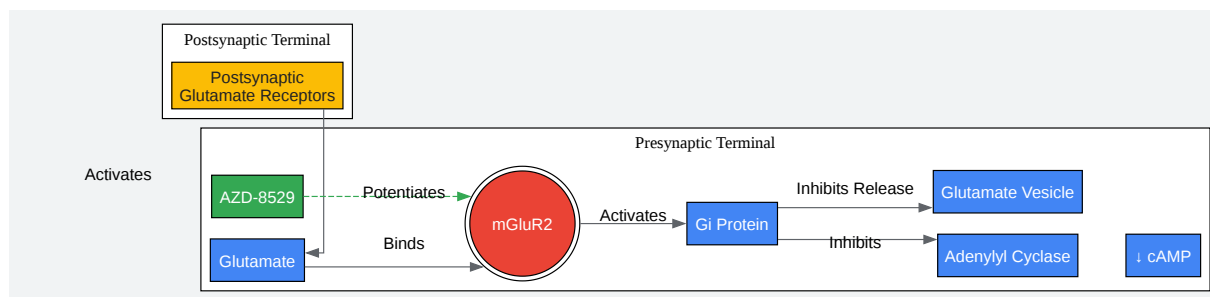 Postsynaptic Terminal
Postsynaptic
Glutamate Receptors
Presynaptic Terminal
Activates
AZD-8529
Potentiates
mGluR2
Activates
Gi Protein
Inhibits Release
Glutamate Vesicle
Glutamate
Binds
Inhibits
Adenylyl Cyclase
↓ cAMP